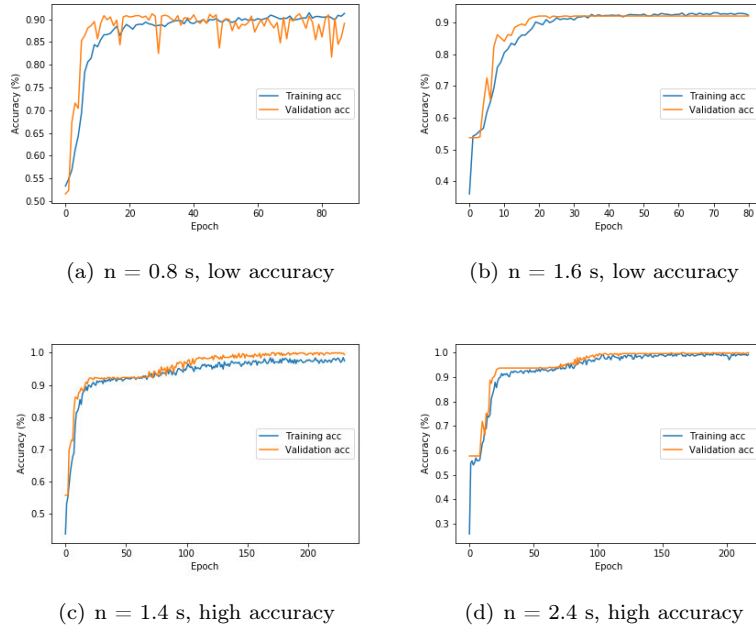 0.90
0.85
0.80
0.75
0.70
0.65
0.60
0.55
0.50
Accuracy (%)
Training acc
Validation acc
0 20 40 60 80
Epoch
(a) n = 0.8 s, low accuracy
0.9
0.8
0.7
0.6
0.5
0.4
Accuracy (%)
Training acc
Validation acc
0 10 20 30 40 50 60 70 80
Epoch
(b) n = 1.6 s, low accuracy
1.0
0.9
0.8
0.7
0.6
0.5
Accuracy (%)
Training acc
Validation acc
0 50 100 150 200
Epoch
(c) n = 1.4 s, high accuracy
1.0
0.9
0.8
0.7
0.6
0.5
0.4
0.3
Accuracy (%)
Training acc
Validation acc
0 50 100 150 200
Epoch
(d) n = 2.4 s, high accuracy